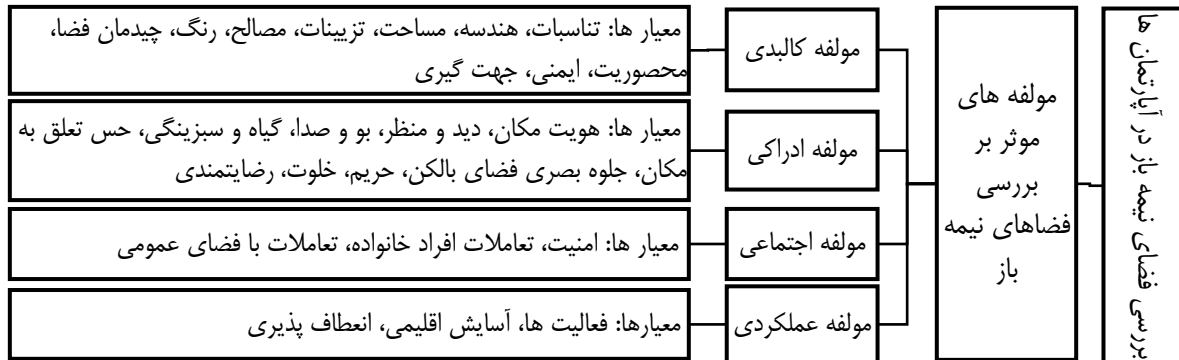 بررسی فضای نیمه باز در آپارتمان ها
مولفه های
موثر بر
بررسی
فضاهای نیمه
باز
مولفه کالبدی
معیار ها: تناسبات، هندسه، مساحت، تزیینات، مصالح، رنگ، چیدمان فضا،
محصوریت، ایمنی، جهت گیری
مولفه ادراکی
معیار ها: هویت مکان، دید و منظر، بو و صدا، گیاه و سبزینگی، حس تعلق به
مکان، جلوه بصری فضای بالکن، حریم، خلوت، رضایتمندی
مولفه اجتماعی
معیار ها: امنیت، تعاملات افراد خانواده، تعاملات با فضای عمومی
مولفه عملکردی
معیارها: فعالیت ها، آسایش اقلیمی، انعطاف پذیری